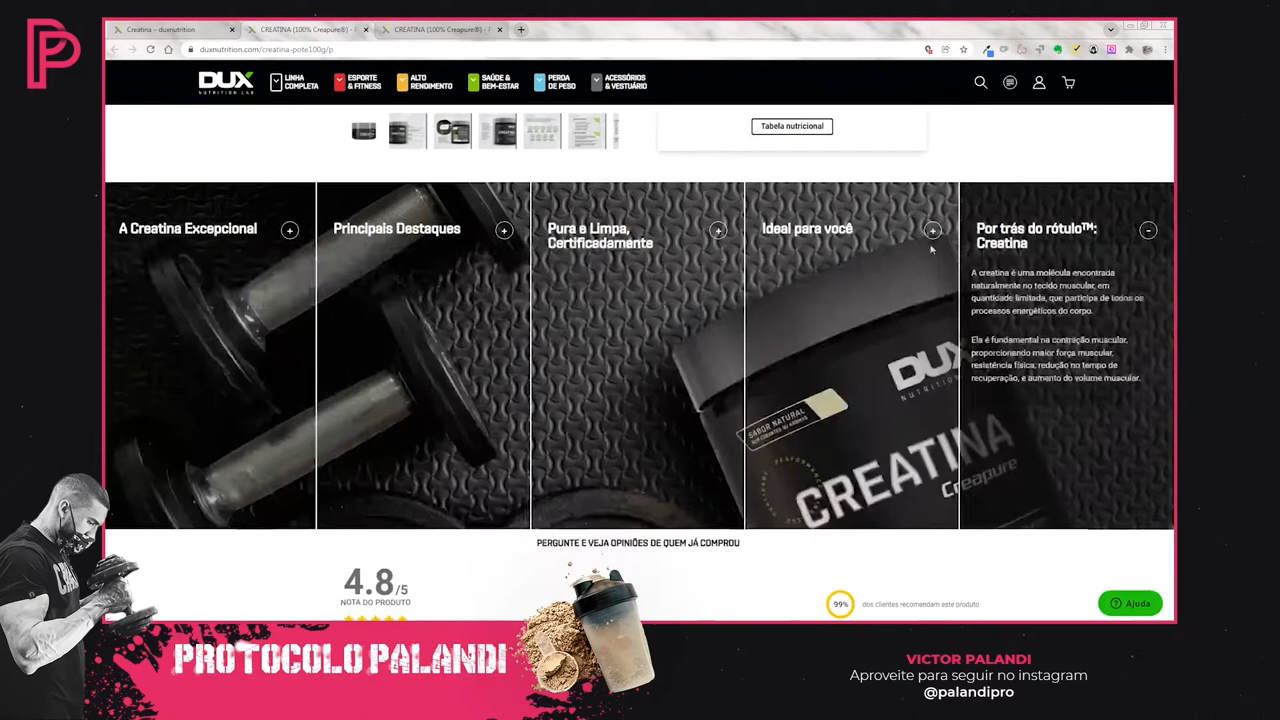 Creatina – duxnutrition
CREATINA (100% Creapure®) - P
CREATINA (100% Creapure®) - P
duxnutrition.com/creatina-pote100g/p
DUX
NUTRITION LAB
LINHA
COMPLETA
ESPORTE
& FITNESS
ALTO
RENDIMENTO
SAÚDE &
BEM-ESTAR
PERDA
DE PESO
ACESSÓRIOS
& VESTUÁRIO
Tabela nutricional
A Creatina Excepcional
Principais Destaques
Pura e Limpa,
Certificadamente
Ideal para você
Por trás do rótulo™:
Creatina
A creatina é uma molécula encontrada
naturalmente no tecido muscular, em
quantidade limitada, que participa de todos os
processos energéticos do corpo.
Ela é fundamental na contração muscular,
proporcionando maior força muscular,
resistência física, redução no tempo de
recuperação, e aumento do volume muscular.
DUX
NUTRITION
SABOR NATURAL
CREATINA
Creapure
PERGUNTE E VEJA OPINIÕES DE QUEM JÁ COMPROU
4.8/5
NOTA DO PRODUTO
99%
dos clientes recomendam este produto
Ajuda
PROTOCOLO PALANDI
VICTOR PALANDI
Aproveite para seguir no instagram
@palandipro